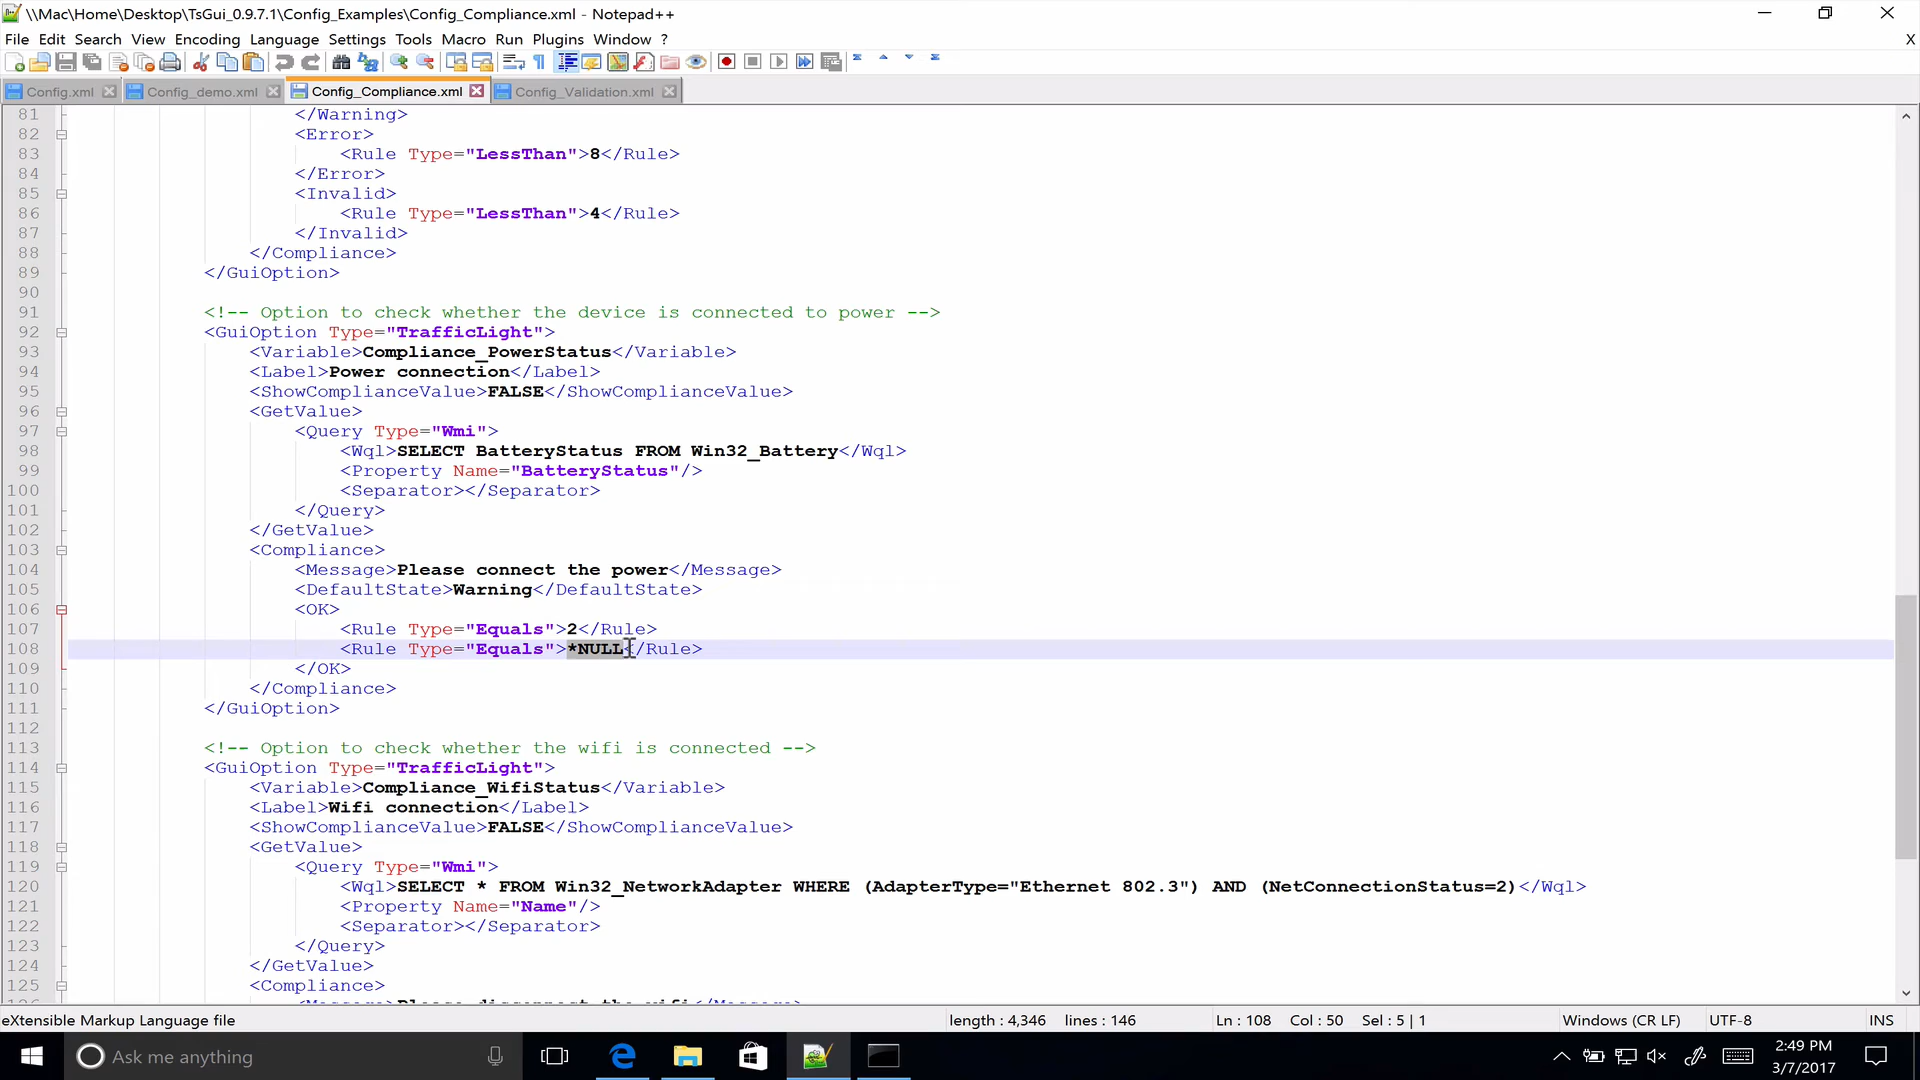 \\Mac\Home\Desktop\TsGui_0.9.7.1\Config_Examples\Config_Compliance.xml - Notepad++
File Edit Search View Encoding Language Settings Tools Macro Run Plugins Window ? X
Config.xml Config_demo.xml Config_Compliance.xml Config_Validation.xml
81 </Warning>
82 <Error>
83 <Rule Type="LessThan">8</Rule>
84 </Error>
85 <Invalid>
86 <Rule Type="LessThan">4</Rule>
87 </Invalid>
88 </Compliance>
89 </GuiOption>
90
91 <!-- Option to check whether the device is connected to power -->
92 <GuiOption Type="TrafficLight">
93 <Variable>Compliance_PowerStatus</Variable>
94 <Label>Power connection</Label>
95 <ShowComplianceValue>FALSE</ShowComplianceValue>
96 <GetValue>
97 <Query Type="Wmi">
98 <Wql>SELECT BatteryStatus FROM Win32_Battery</Wql>
99 <Property Name="BatteryStatus"/>
100 <Separator></Separator>
101 </Query>
102 </GetValue>
103 <Compliance>
104 <Message>Please connect the power</Message>
105 <DefaultState>Warning</DefaultState>
106 <OK>
107 <Rule Type="Equals">2</Rule>
108 <Rule Type="Equals">*NULL</Rule>
109 </OK>
110 </Compliance>
111 </GuiOption>
112
113 <!-- Option to check whether the wifi is connected -->
114 <GuiOption Type="TrafficLight">
115 <Variable>Compliance_WifiStatus</Variable>
116 <Label>Wifi connection</Label>
117 <ShowComplianceValue>FALSE</ShowComplianceValue>
118 <GetValue>
119 <Query Type="Wmi">
120 <Wql>SELECT * FROM Win32_NetworkAdapter WHERE (AdapterType="Ethernet 802.3") AND (NetConnectionStatus=2)</Wql>
121 <Property Name="Name"/>
122 <Separator></Separator>
123 </Query>
124 </GetValue>
125 <Compliance>
126 <Message>Please disconnect the wifi</Message>
eXtensible Markup Language file length : 4,346 lines : 146 Ln : 108 Col : 50 Sel : 5 | 1 Windows (CR LF) UTF-8 INS
Ask me anything
2:49 PM
3/7/2017